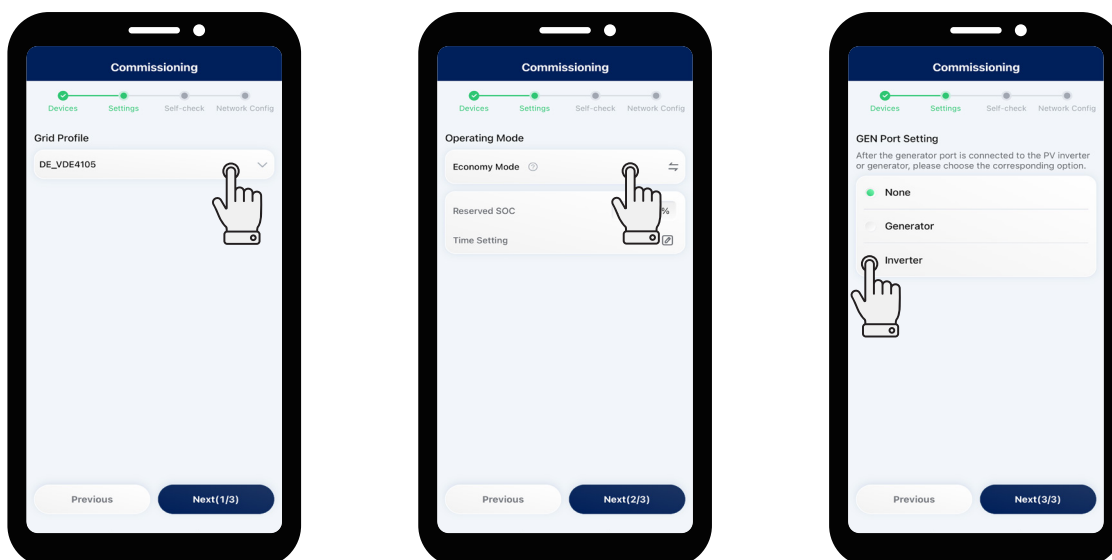 Commissioning
Devices Settings Self-check Network Config
Grid Profile
DE_VDE4105
Previous Next(1/3)
Commissioning
Devices Settings Self-check Network Config
Operating Mode
Economy Mode ?
Reserved SOC %
Time Setting
Previous Next(2/3)
Commissioning
Devices Settings Self-check Network Config
GEN Port Setting
After the generator port is connected to the PV inverter
or generator, please choose the corresponding option.
None
Generator
Inverter
Previous Next(3/3)